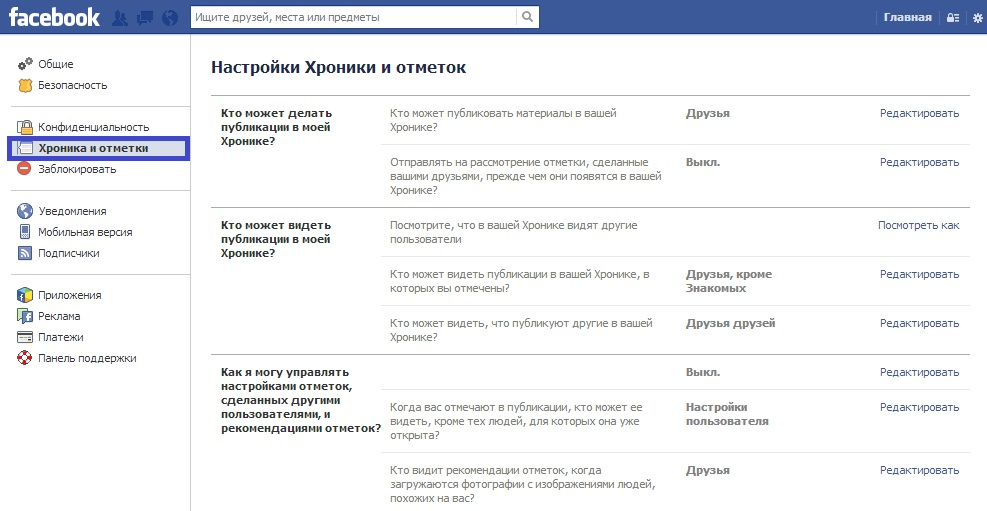 facebook
Ищите друзей, места или предметы
Главная
Общие
Безопасность
Конфиденциальность
Хроника и отметки
Заблокировать
Уведомления
Мобильная версия
Подписчики
Приложения
Реклама
Платежи
Панель поддержки
Настройки Хроники и отметок
Кто может делать
публикации в моей
Хронике?
Кто может публиковать материалы в вашей
Хронике?
Друзья
Редактировать
Отправлять на рассмотрение отметки, сделанные
вашими друзьями, прежде чем они появятся в вашей
Хронике?
Выкл.
Редактировать
Кто может видеть
публикации в моей
Хронике?
Посмотрите, что в вашей Хронике видят другие
пользователи
Посмотреть как
Кто может видеть публикации в вашей Хронике, в
которых вы отмечены?
Друзья, кроме
Знакомых
Редактировать
Кто может видеть, что публикуют другие в вашей
Хронике?
Друзья друзей
Редактировать
Как я могу управлять
настройками отметок,
сделанных другими
пользователями, и
рекомендациями отметок?
Выкл.
Редактировать
Когда вас отмечают в публикации, кто может ее
видеть, кроме тех людей, для которых она уже
открыта?
Настройки
пользователя
Редактировать
Кто видит рекомендации отметок, когда
загружаются фотографии с изображениями людей,
похожих на вас?
Друзья
Редактировать